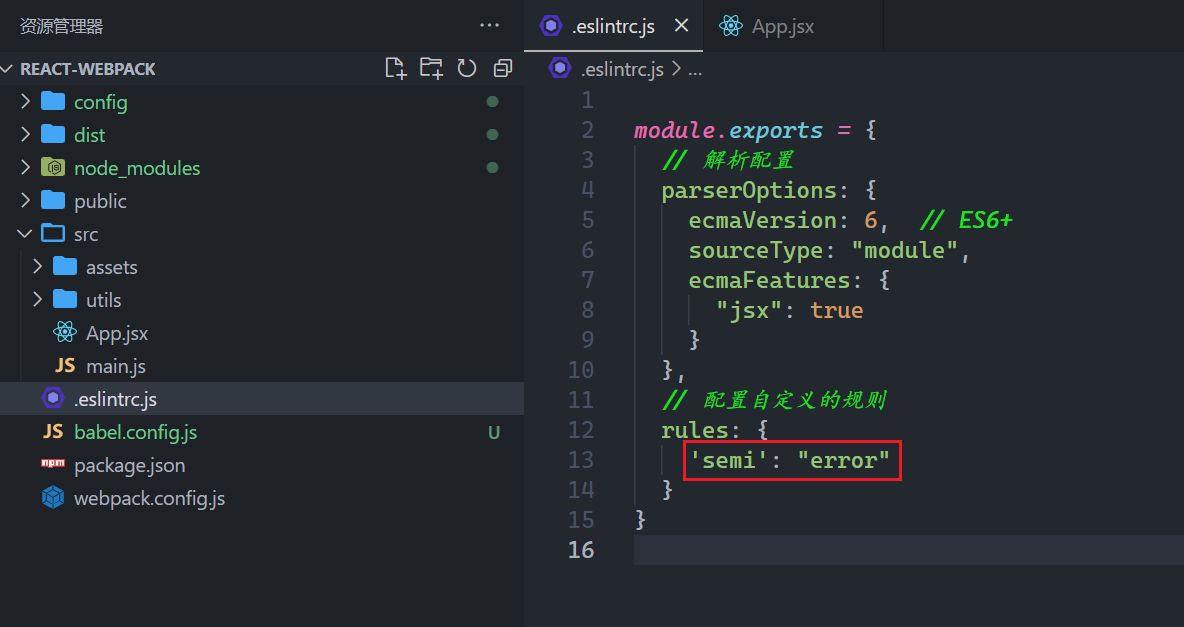 资源管理器 ...
REACT-WEBPACK
config
dist
node_modules
public
src
assets
utils
App.jsx
JS main.js
.eslintrc.js
JS babel.config.js U
npm package.json
webpack.config.js
.eslintrc.js App.jsx
.eslintrc.js > ...
1
2 module.exports = {
3 // 解析配置
4 parserOptions: {
5 ecmaVersion: 6, // ES6+
6 sourceType: "module",
7 ecmaFeatures: {
8 "jsx": true
9 }
10 },
11 // 配置自定义的规则
12 rules: {
13 'semi': "error"
14 }
15 }
16